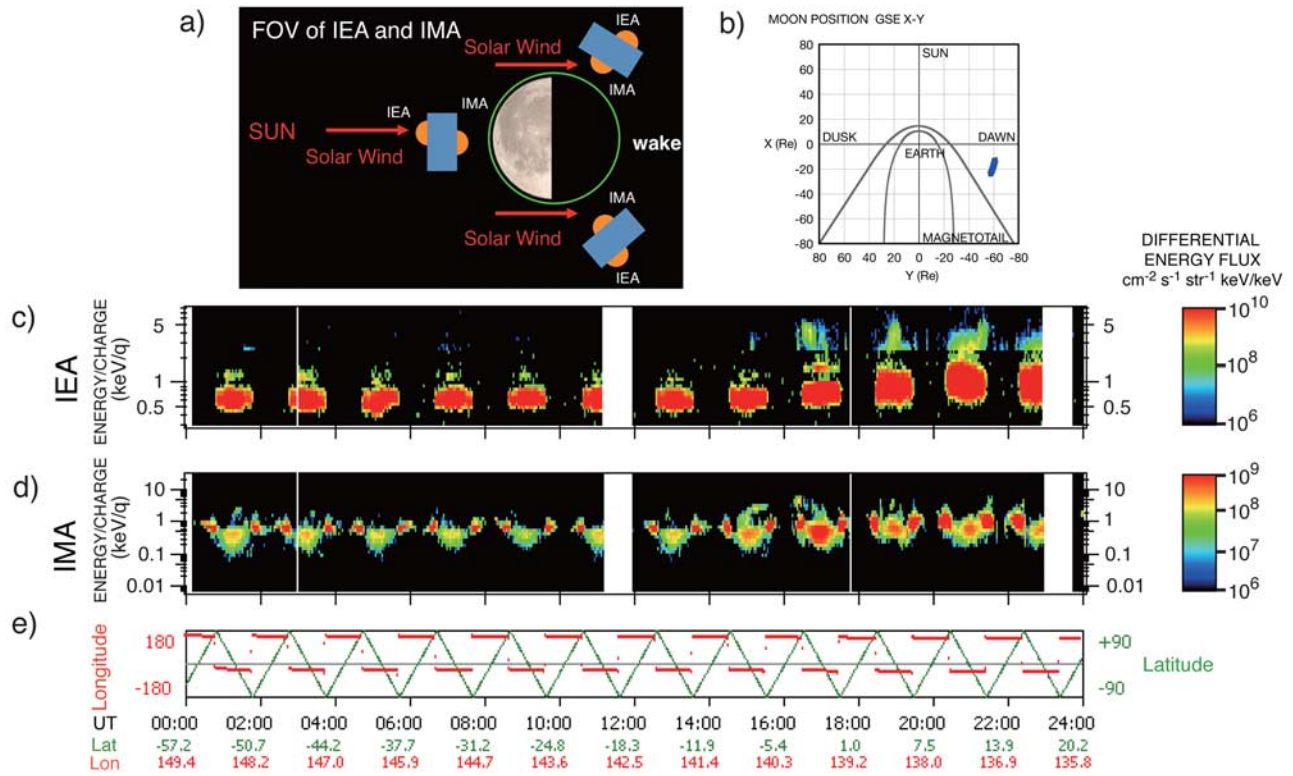 a)
FOV of IEA and IMA
Solar Wind
IEA
IMA
IEA
IMA
SUN
Solar Wind
wake
IMA
Solar Wind
IEA
b)
MOON POSITION GSE X-Y
80
60
40
20
0
-20
-40
-60
-80
X (Re)
SUN
DUSK
DAWN
EARTH
MAGNETOTAIL
80 60 40 20 0 -20 -40 -60 -80
Y (Re)
DIFFERENTIAL
ENERGY FLUX
cm⁻² s⁻¹ str⁻¹ keV/keV
c)
IEA
ENERGY/CHARGE
(keV/q)
5
1
0.5
5
1
0.5
10¹⁰
10⁸
10⁶
d)
IMA
ENERGY/CHARGE
(keV/q)
10
1
0.1
0.01
10
1
0.1
0.01
10⁹
10⁸
10⁷
10⁶
e)
Longitude
180
-180
+90
-90
Latitude
UT 00:00 02:00 04:00 06:00 08:00 10:00 12:00 14:00 16:00 18:00 20:00 22:00 24:00
Lat -57.2 -50.7 -44.2 -37.7 -31.2 -24.8 -18.3 -11.9 -5.4 1.0 7.5 13.9 20.2
Lon 149.4 148.2 147.0 145.9 144.7 143.6 142.5 141.4 140.3 139.2 138.0 136.9 135.8